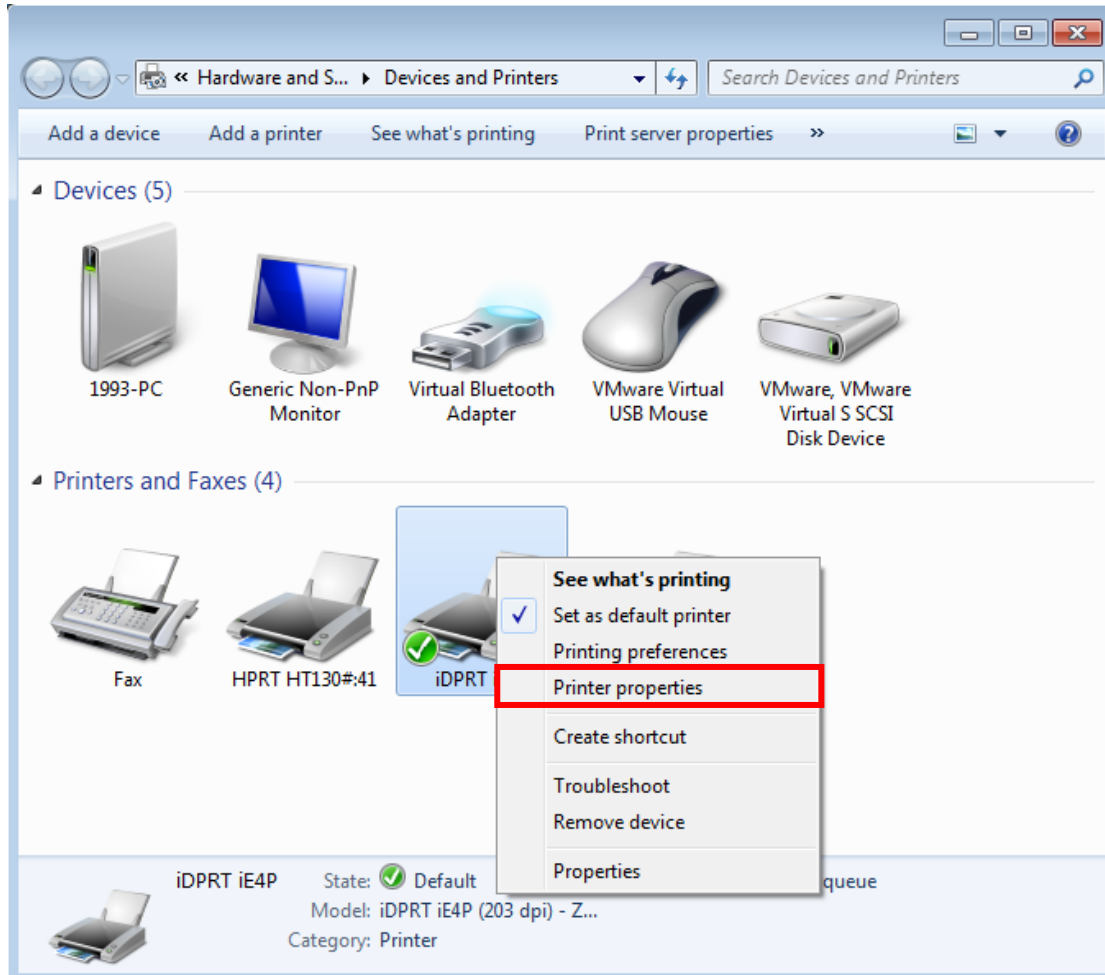 « Hardware and S... ▸ Devices and Printers
Search Devices and Printers
Add a device Add a printer See what's printing Print server properties »
Devices (5)
1993-PC
Generic Non-PnP
Monitor
Virtual Bluetooth
Adapter
VMware Virtual
USB Mouse
VMware, VMware
Virtual S SCSI
Disk Device
Printers and Faxes (4)
Fax
HPRT HT130#:41
iDPRT
See what's printing
Set as default printer
Printing preferences
Printer properties
Create shortcut
Troubleshoot
Remove device
Properties
iDPRT iE4P State: Default queue
Model: iDPRT iE4P (203 dpi) - Z...
Category: Printer